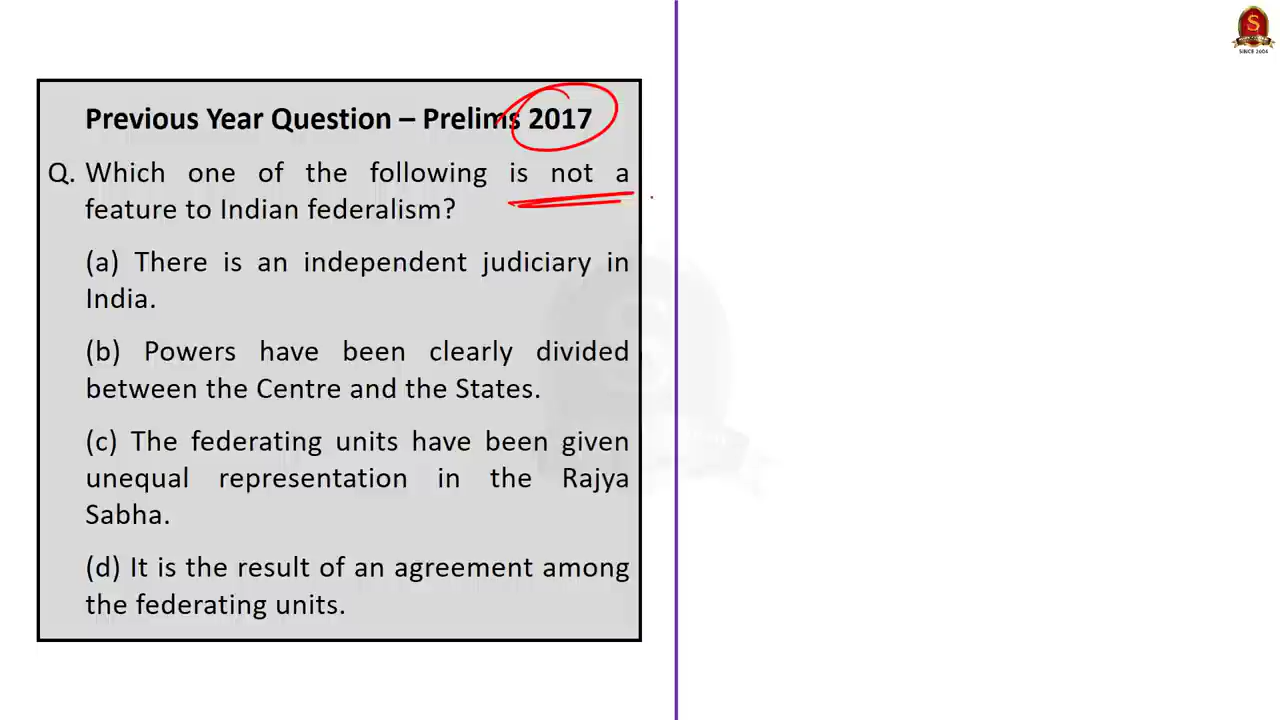 S
SINCE 2004
Previous Year Question – Prelims 2017
Q. Which one of the following is not a
feature to Indian federalism?
(a) There is an independent judiciary in
India.
(b) Powers have been clearly divided
between the Centre and the States.
(c) The federating units have been given
unequal representation in the Rajya
Sabha.
(d) It is the result of an agreement among
the federating units.